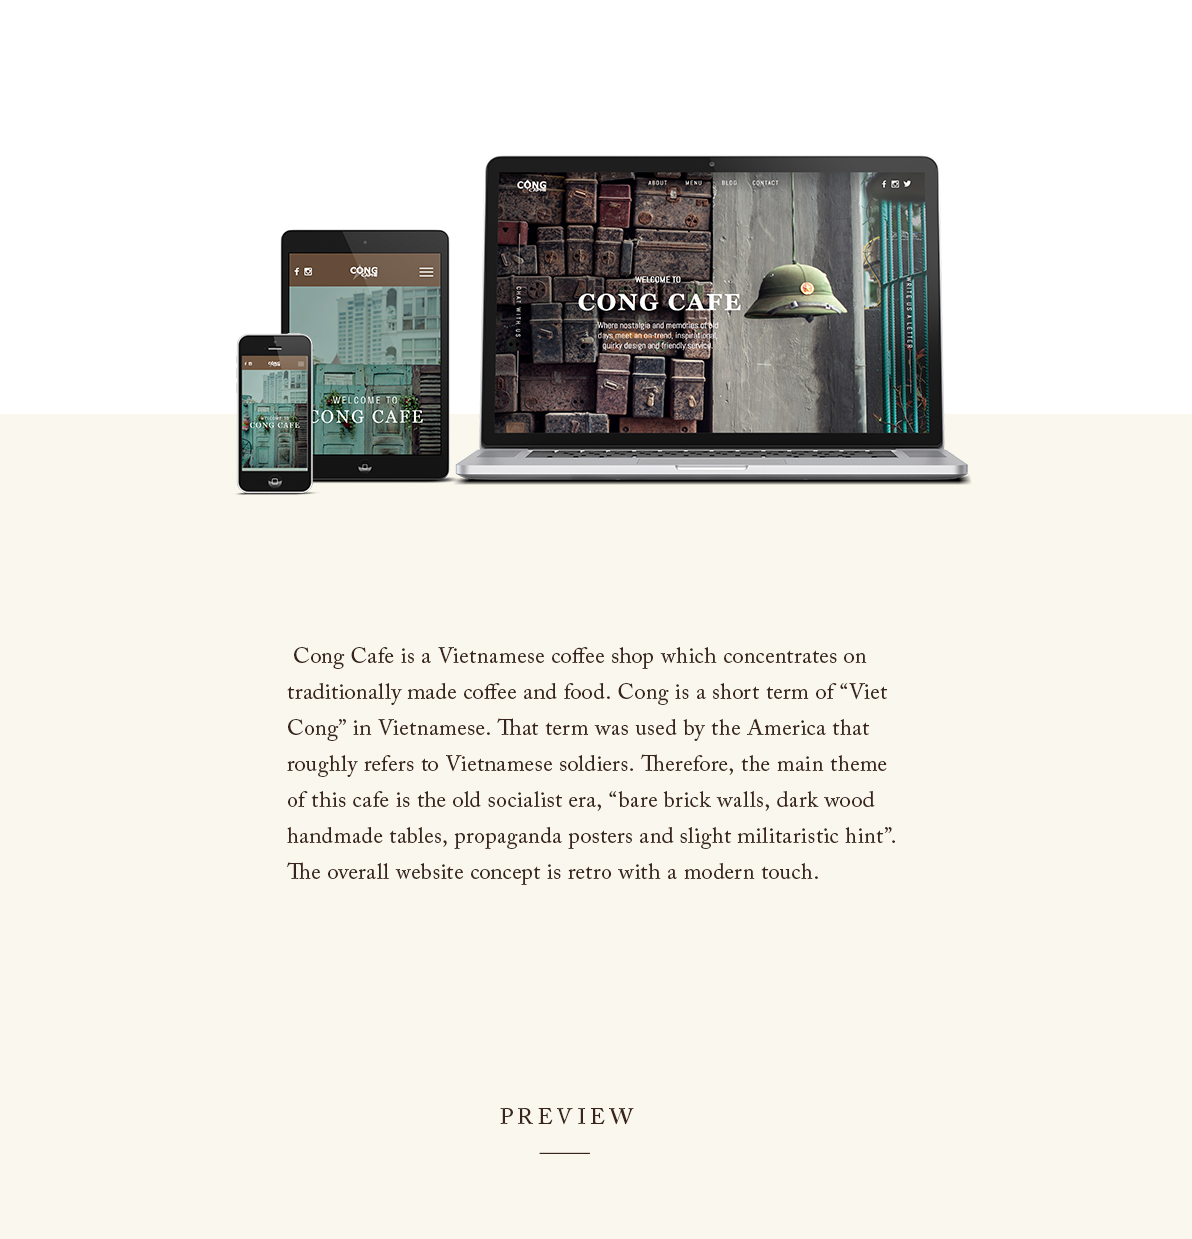 CÔNG
CAPHE
ABOUT MENU BLOG CONTACT
WELCOME TO
CONG CAFE
Where nostalgia and memories of old
days meet an on-trend, inspirational,
quirky design and friendly service.
CHAT WITH US
WRITE US A LETTER
CÔNG
CAPHE
WELCOME TO
CONG CAFE
CÔNG
WELCOME TO
CONG CAFE
Cong Cafe is a Vietnamese coffee shop which concentrates on
traditionally made coffee and food. Cong is a short term of “Viet
Cong” in Vietnamese. That term was used by the America that
roughly refers to Vietnamese soldiers. Therefore, the main theme
of this cafe is the old socialist era, “bare brick walls, dark wood
handmade tables, propaganda posters and slight militaristic hint”.
The overall website concept is retro with a modern touch.
PREVIEW